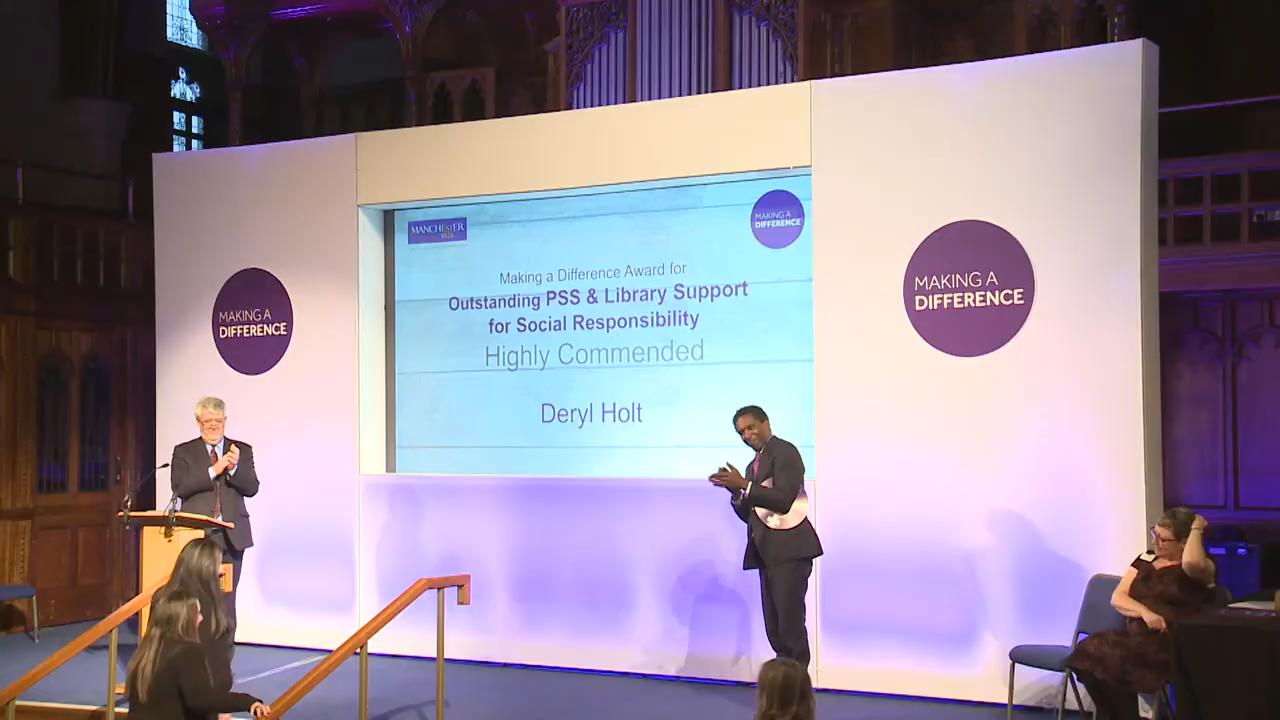 MANCHESTER
1824
MAKING A
DIFFERENCE
Making a Difference Award for
Outstanding PSS & Library Support
for Social Responsibility
Highly Commended
Deryl Holt
MAKING A
DIFFERENCE
MAKING A
DIFFERENCE